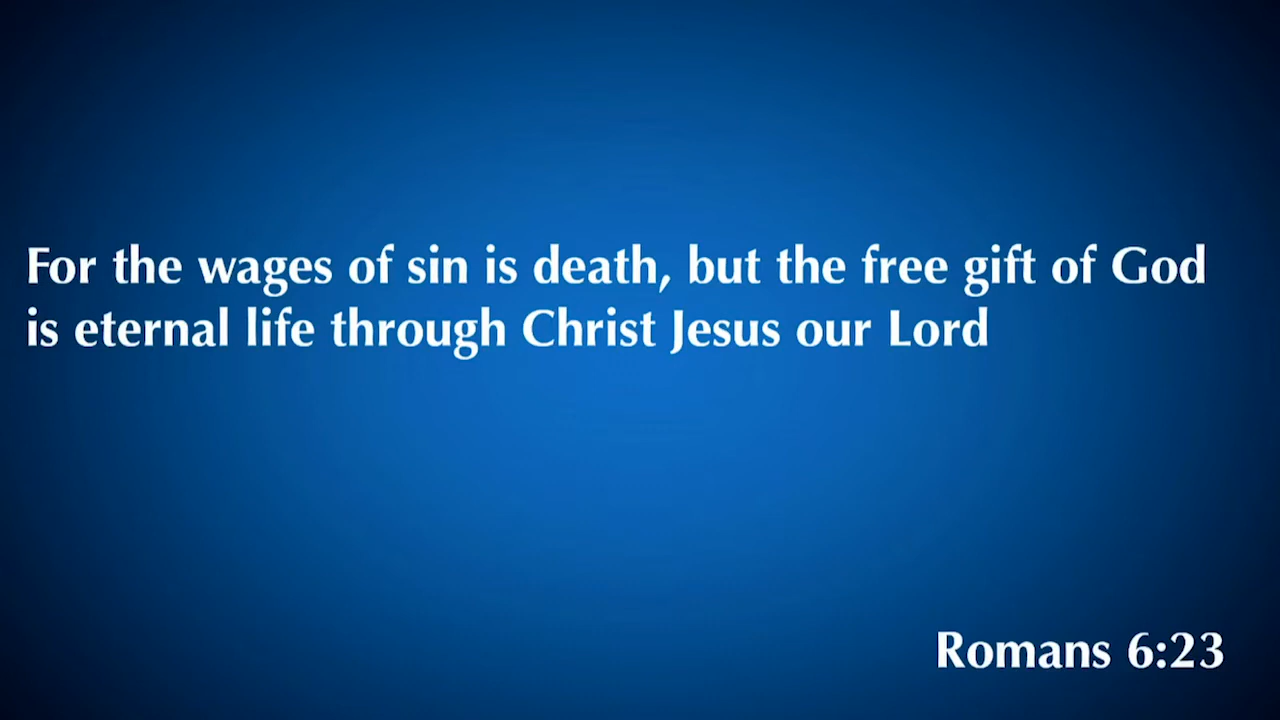 For the wages of sin is death, but the free gift of God
is eternal life through Christ Jesus our Lord
Romans 6:23